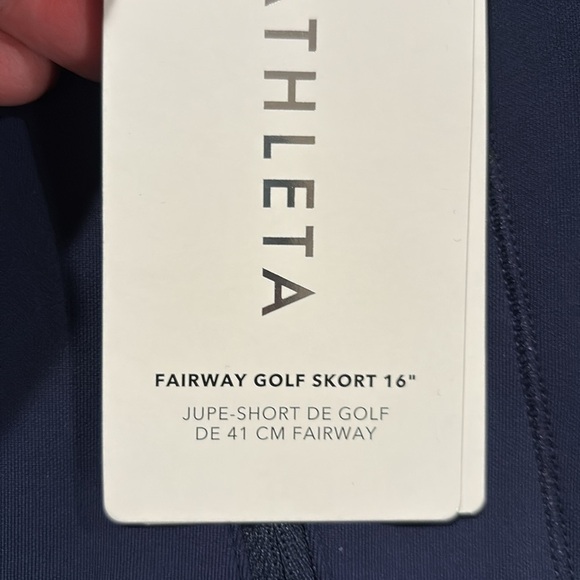 ATHLETA
FAIRWAY GOLF SKORT 16"
JUPE-SHORT DE GOLF
DE 41 CM FAIRWAY